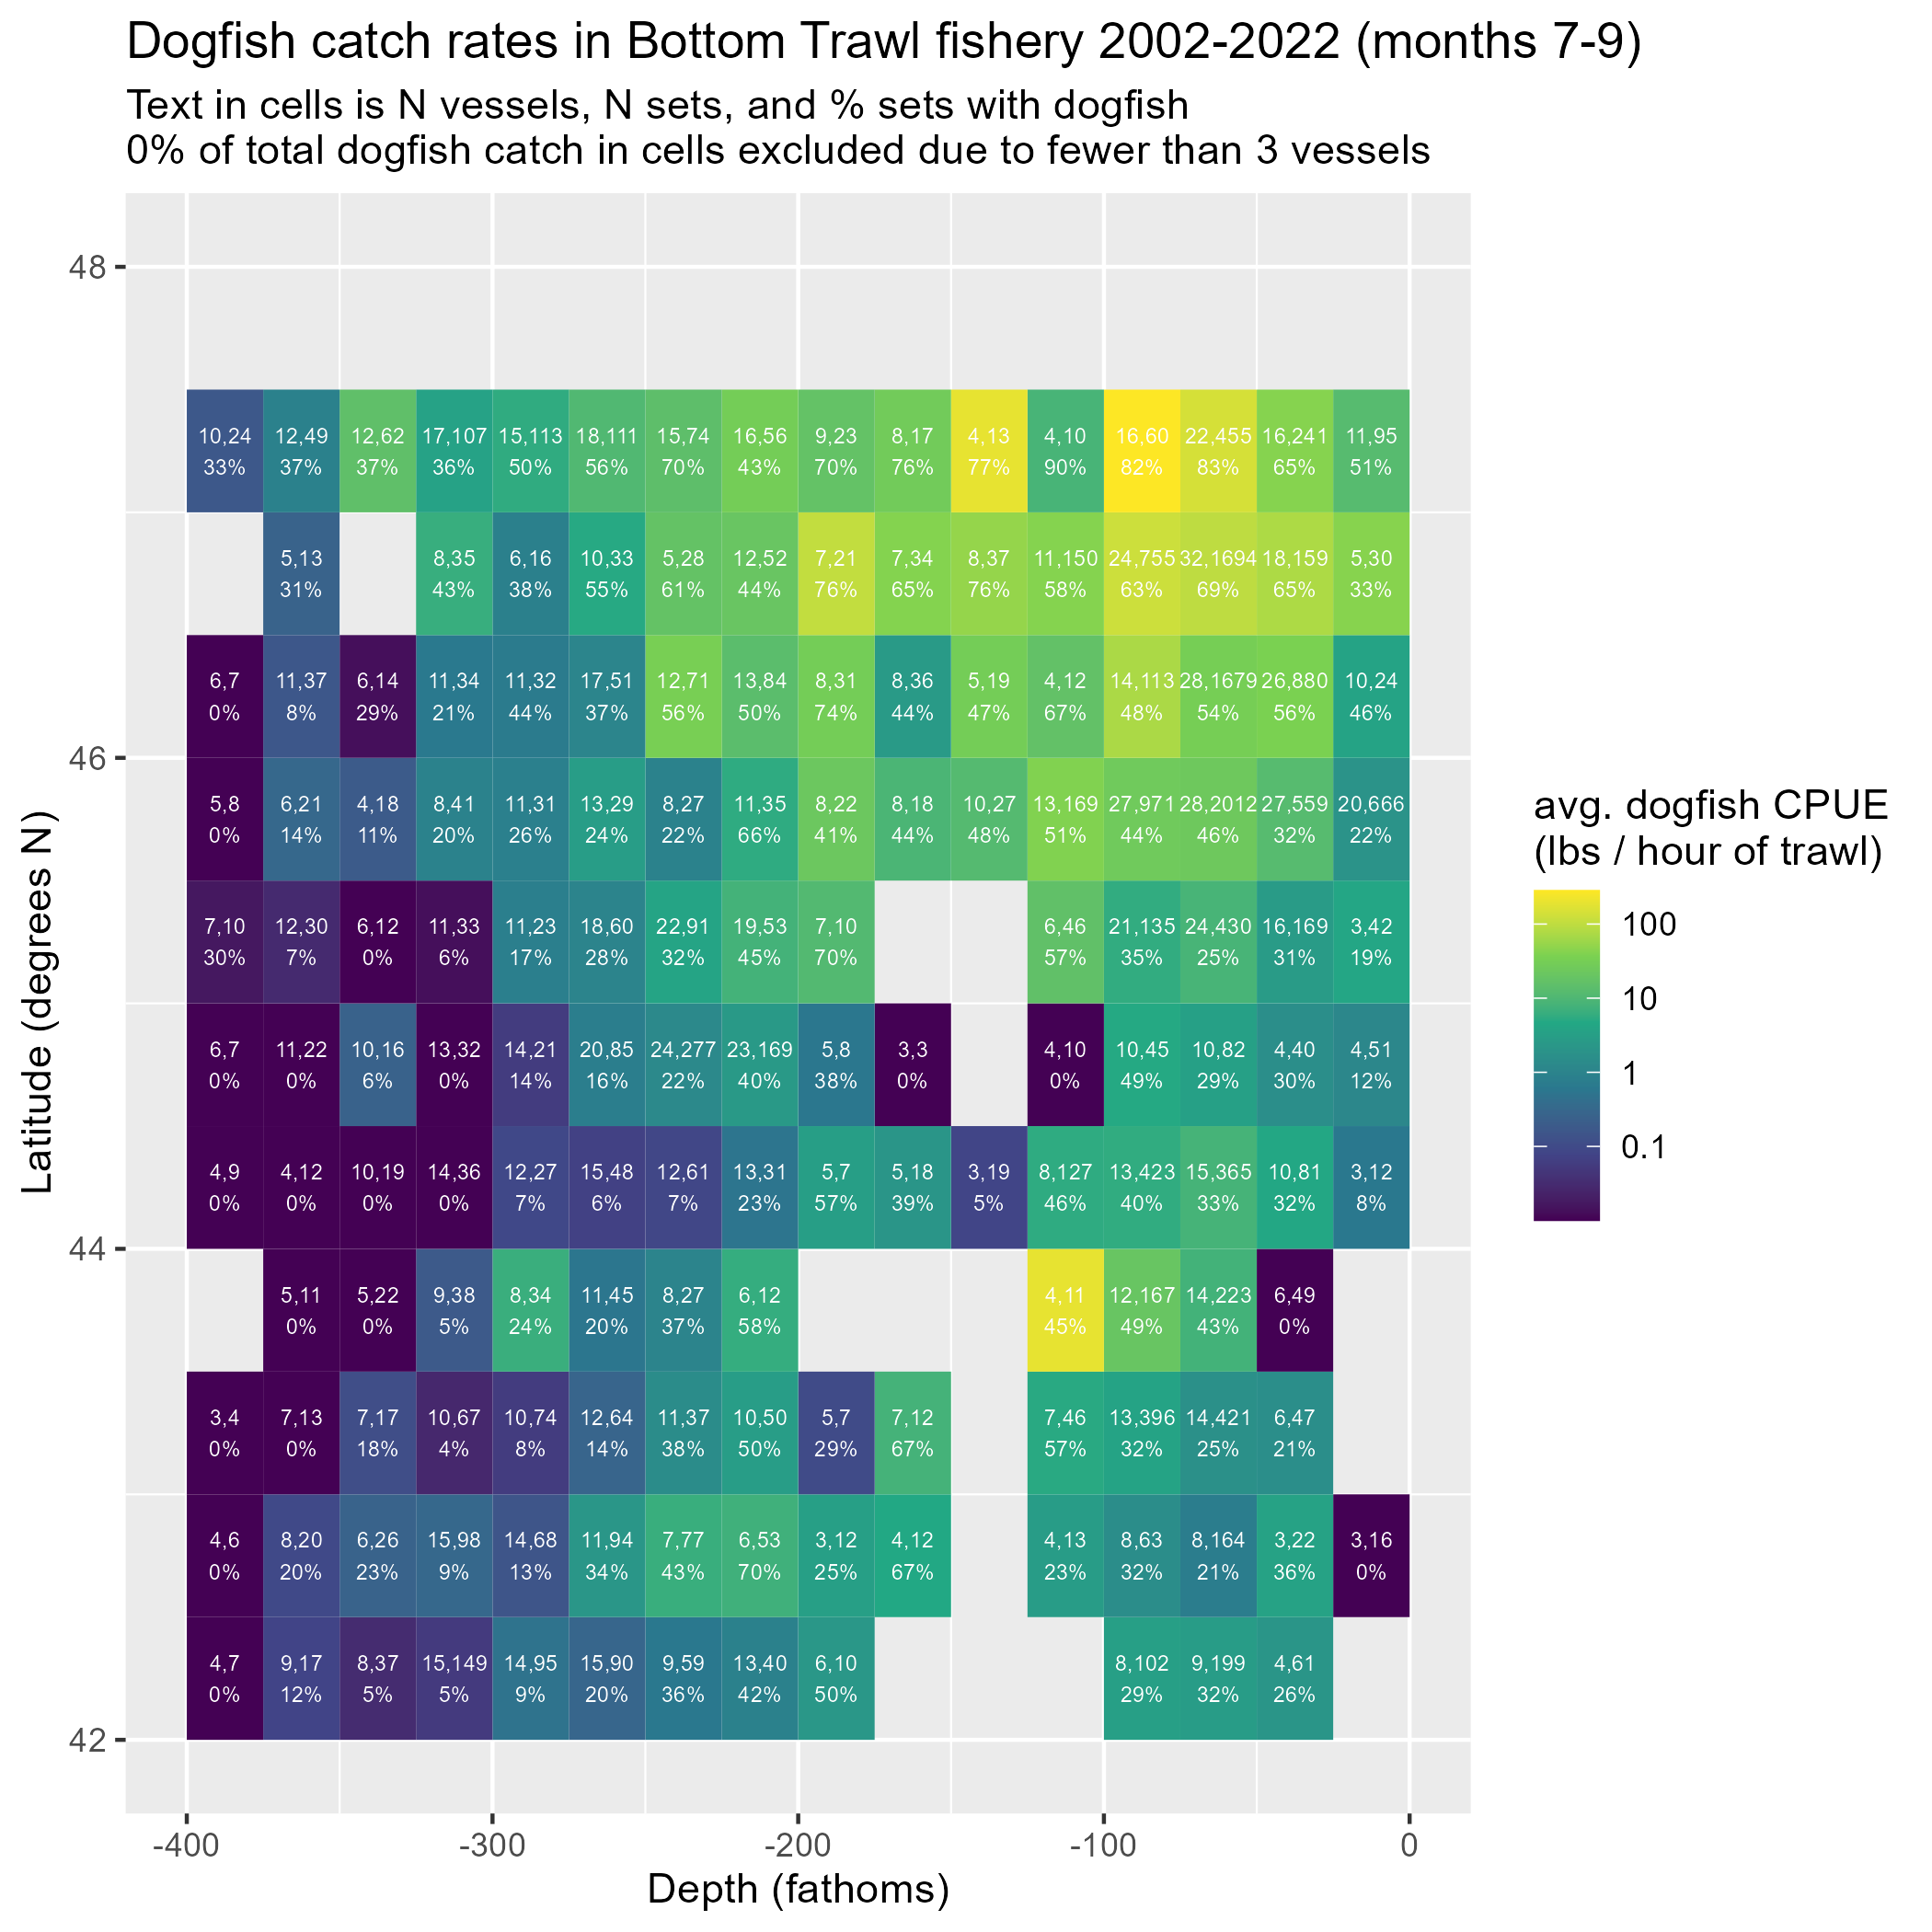 Dogfish catch rates in Bottom Trawl fishery 2002-2022 (months 7-9)
Text in cells is N vessels, N sets, and % sets with dogfish
0% of total dogfish catch in cells excluded due to fewer than 3 vessels
48
10,24 12,49 12,62 17,107 15,113 18,111 15,74 16,56 9,23 8,17 4,13 4,10 16,60 22,455 16,241 11,95
33% 37% 37% 36% 50% 56% 70% 43% 70% 76% 77% 90% 82% 83% 65% 51%
5,13 8,35 6,16 10,33 5,28 12,52 7,21 7,34 8,37 11,150 24,755 32,1694 18,159 5,30
31% 43% 38% 55% 61% 44% 76% 65% 76% 58% 63% 69% 65% 33%
6,7 11,37 6,14 11,34 11,32 17,51 12,71 13,84 8,31 8,36 5,19 4,12 14,113 28,1679 26,880 10,24
0% 8% 29% 21% 44% 37% 56% 50% 74% 44% 47% 67% 48% 54% 56% 46%
46
5,8 6,21 4,18 8,41 11,31 13,29 8,27 11,35 8,22 8,18 10,27 13,169 27,971 28,2012 27,559 20,666
0% 14% 11% 20% 26% 24% 22% 66% 41% 44% 48% 51% 44% 46% 32% 22%
7,10 12,30 6,12 11,33 11,23 18,60 22,91 19,53 7,10 6,46 21,135 24,430 16,169 3,42
30% 7% 0% 6% 17% 28% 32% 45% 70% 57% 35% 25% 31% 19%
6,7 11,22 10,16 13,32 14,21 20,85 24,277 23,169 5,8 3,3 4,10 10,45 10,82 4,40 4,51
0% 0% 6% 0% 14% 16% 22% 40% 38% 0% 0% 49% 29% 30% 12%
4,9 4,12 10,19 14,36 12,27 15,48 12,61 13,31 5,7 5,18 3,19 8,127 13,423 15,365 10,81 3,12
0% 0% 0% 0% 7% 6% 7% 23% 57% 39% 5% 46% 40% 33% 32% 8%
44
5,11 5,22 9,38 8,34 11,45 8,27 6,12 4,11 12,167 14,223 6,49
0% 0% 5% 24% 20% 37% 58% 45% 49% 43% 0%
3,4 7,13 7,17 10,67 10,74 12,64 11,37 10,50 5,7 7,12 7,46 13,396 14,421 6,47
0% 0% 18% 4% 8% 14% 38% 50% 29% 67% 57% 32% 25% 21%
4,6 8,20 6,26 15,98 14,68 11,94 7,77 6,53 3,12 4,12 4,13 8,63 8,164 3,22 3,16
0% 20% 23% 9% 13% 34% 43% 70% 25% 67% 23% 32% 21% 36% 0%
4,7 9,17 8,37 15,149 14,95 15,90 9,59 13,40 6,10 8,102 9,199 4,61
0% 12% 5% 5% 9% 20% 36% 42% 50% 29% 32% 26%
42
-400 -300 -200 -100 0
Depth (fathoms)
Latitude (degrees N)
avg. dogfish CPUE
(lbs / hour of trawl)
100
10
1
0.1